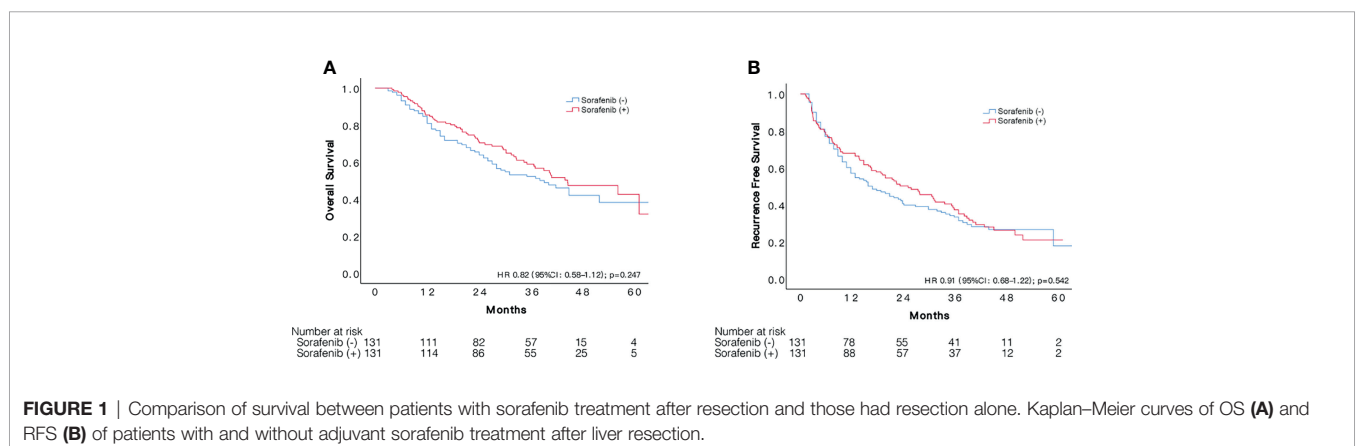 A
1.0
0.8
0.6
0.4
0.2
0.0
Overall Survival
Sorafenib (-)
Sorafenib (+)
HR 0.82 (95%CI: 0.58-1.12); p=0.247
0 12 24 36 48 60
Months
Number at risk
Sorafenib (-) 131 111 82 57 15 4
Sorafenib (+) 131 114 86 55 25 5
B
1.0
0.8
0.6
0.4
0.2
0.0
Recurrence Free Survival
Sorafenib (-)
Sorafenib (+)
HR 0.91 (95%CI: 0.68-1.22); p=0.542
0 12 24 36 48 60
Months
Number at risk
Sorafenib (-) 131 78 55 41 11 2
Sorafenib (+) 131 88 57 37 12 2
FIGURE 1 | Comparison of survival between patients with sorafenib treatment after resection and those had resection alone. Kaplan–Meier curves of OS (A) and
RFS (B) of patients with and without adjuvant sorafenib treatment after liver resection.